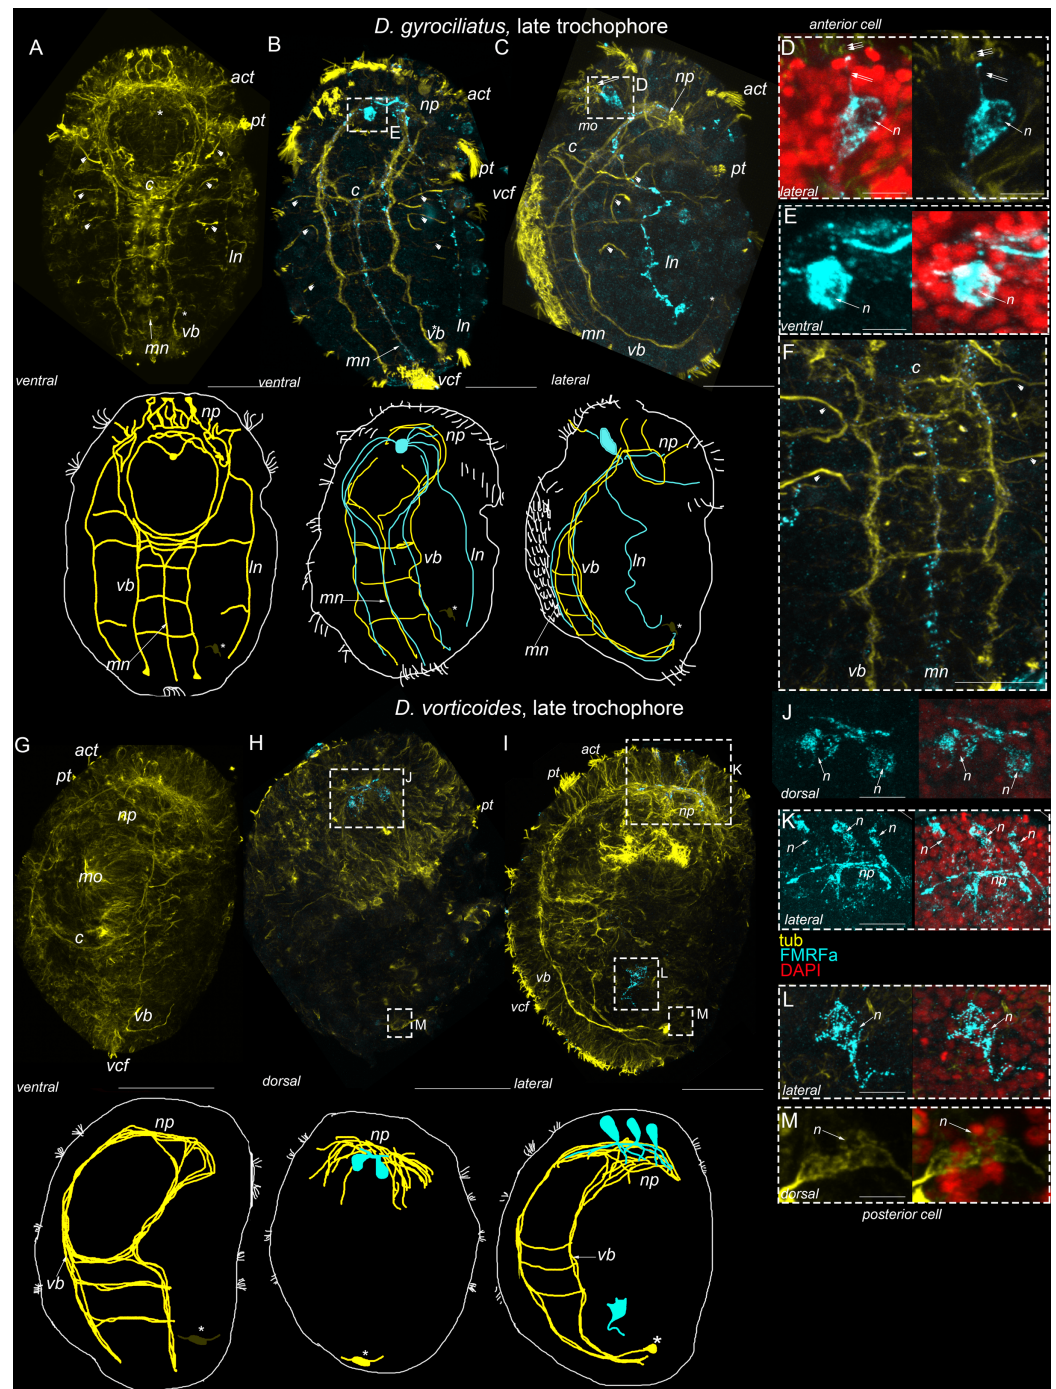 D. gyrociliatus, late trochophore
anterior cell
A
act
pt
*
c
ln
mn
*
vb
ventral
B
act
np
E
pt
c
vcf
ln
vb
mn
vcf
ventral
C
np
D
act
mo
c
pt
ln
*
mn
vb
lateral
D
n
n
lateral
E
n
n
ventral
F
c
vb
mn
np
vb
ln
mn
*
np
vb
ln
mn
*
np
ln
vb
mn
*
D. vorticoides, late trochophore
G
act
pt
np
mo
c
vb
vcf
ventral
H
J
pt
M
dorsal
I
act
K
pt
np
vb
L
vcf
M
lateral
J
n
n
n
n
dorsal
K
n
n
n
n
n
n
np
np
lateral
tub
FMRFa
DAPI
L
n
n
lateral
M
n
n
dorsal
posterior cell
np
vb
*
np
*
np
vb
*